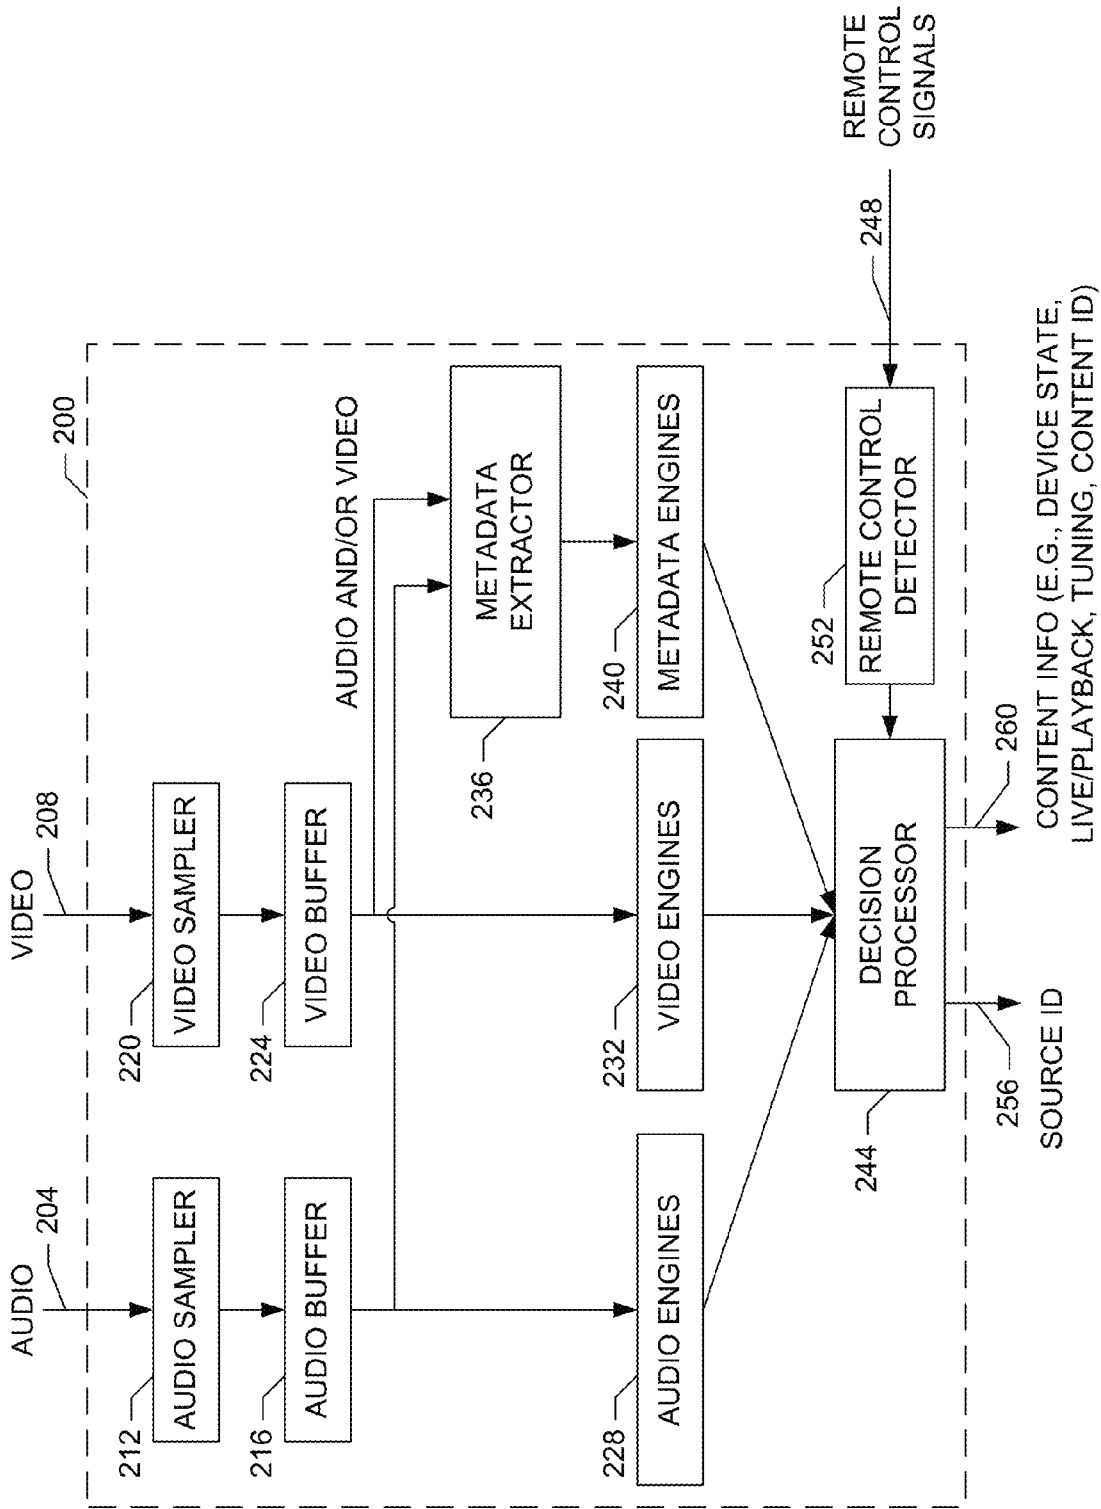 AUDIO
204
VIDEO
208
200
212
AUDIO SAMPLER
220
VIDEO SAMPLER
216
AUDIO BUFFER
224
VIDEO BUFFER
AUDIO AND/OR VIDEO
236
METADATA
EXTRACTOR
228
AUDIO ENGINES
232
VIDEO ENGINES
240
METADATA ENGINES
244
DECISION
PROCESSOR
252
REMOTE CONTROL
DETECTOR
248
REMOTE
CONTROL
SIGNALS
256
SOURCE ID
260
CONTENT INFO (E.G., DEVICE STATE,
LIVE/PLAYBACK, TUNING, CONTENT ID)